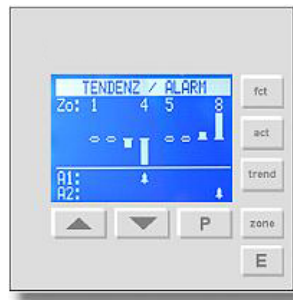 TENDENZ / ALARM
Zo: 1 4 5 8
A1:
A2:
fct
act
trend
zone
P
E